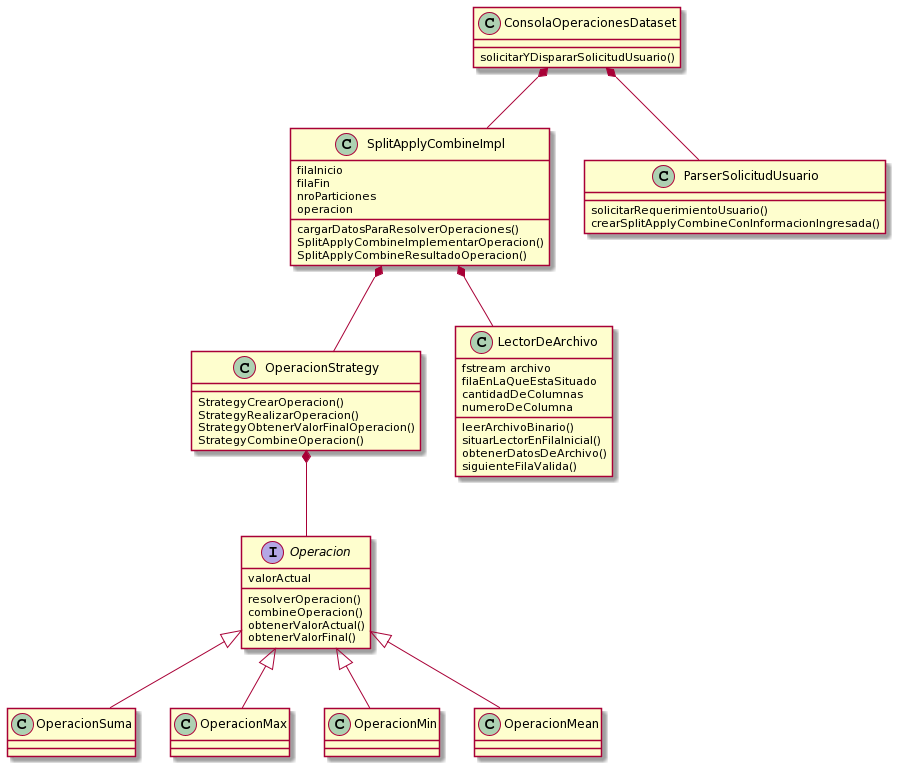 C ConsolaOperacionesDataset
solicitarYDispararSolicitudUsuario()
C SplitApplyCombineImpl
filaInicio
filaFin
nroParticiones
operacion
cargarDatosParaResolverOperaciones()
SplitApplyCombineImplementarOperacion()
SplitApplyCombineResultadoOperacion()
C ParserSolicitudUsuario
solicitarRequerimientoUsuario()
crearSplitApplyCombineConInformacionIngresada()
C OperacionStrategy
StrategyCrearOperacion()
StrategyRealizarOperacion()
StrategyObtenerValorFinalOperacion()
StrategyCombineOperacion()
C LectorDeArchivo
fstream archivo
filaEnLaQueEstaSituado
cantidadDeColumnas
numeroDeColumna
leerArchivoBinario()
situarLectorEnFilaInicial()
obtenerDatosDeArchivo()
siguienteFilaValida()
I Operacion
valorActual
resolverOperacion()
combineOperacion()
obtenerValorActual()
obtenerValorFinal()
C OperacionSuma
C OperacionMax
C OperacionMin
C OperacionMean